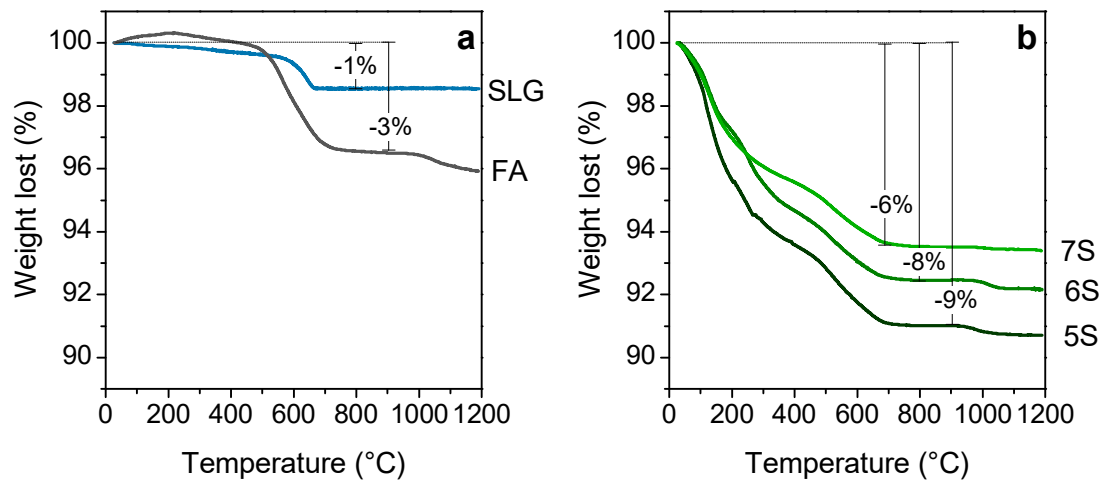 a
100
98
96
94
92
90
Weight lost (%)
-1%
-3%
SLG
FA
0 200 400 600 800 1000 1200
Temperature (°C)
b
100
98
96
94
92
90
Weight lost (%)
-6%
-8%
-9%
7S
6S
5S
0 200 400 600 800 1000 1200
Temperature (°C)